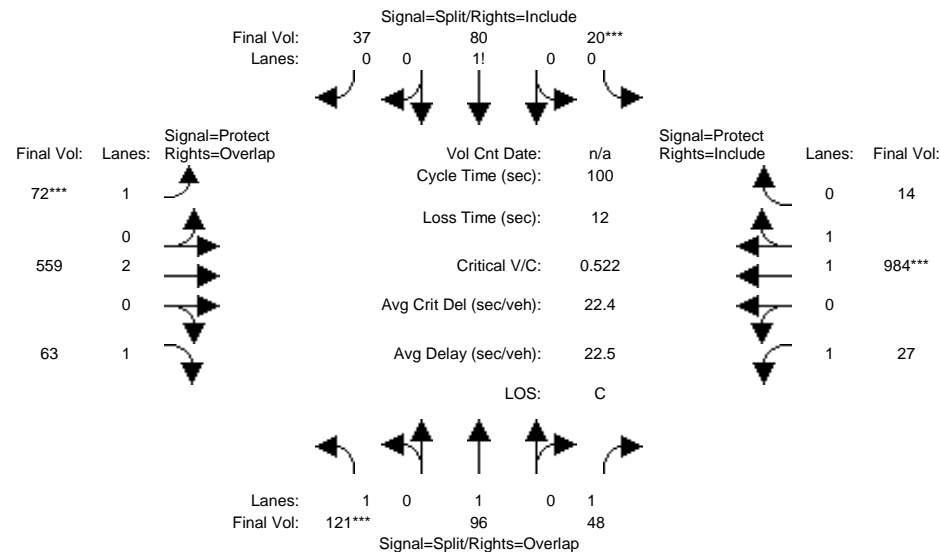 Signal=Split/Rights=Include
Final Vol: 37 80 20***
Lanes: 0 0 1! 0 0
Signal=Protect Signal=Protect
Final Vol: Lanes: Rights=Overlap Vol Cnt Date: n/a Rights=Include Lanes: Final Vol:
Cycle Time (sec): 100
72*** 1 0 14
Loss Time (sec): 12
0 1
559 2 Critical V/C: 0.522 1 984***
0 Avg Crit Del (sec/veh): 22.4 0
63 1 Avg Delay (sec/veh): 22.5 1 27
LOS: C
Lanes: 1 0 1 0 1
Final Vol: 121*** 96 48
Signal=Split/Rights=Overlap